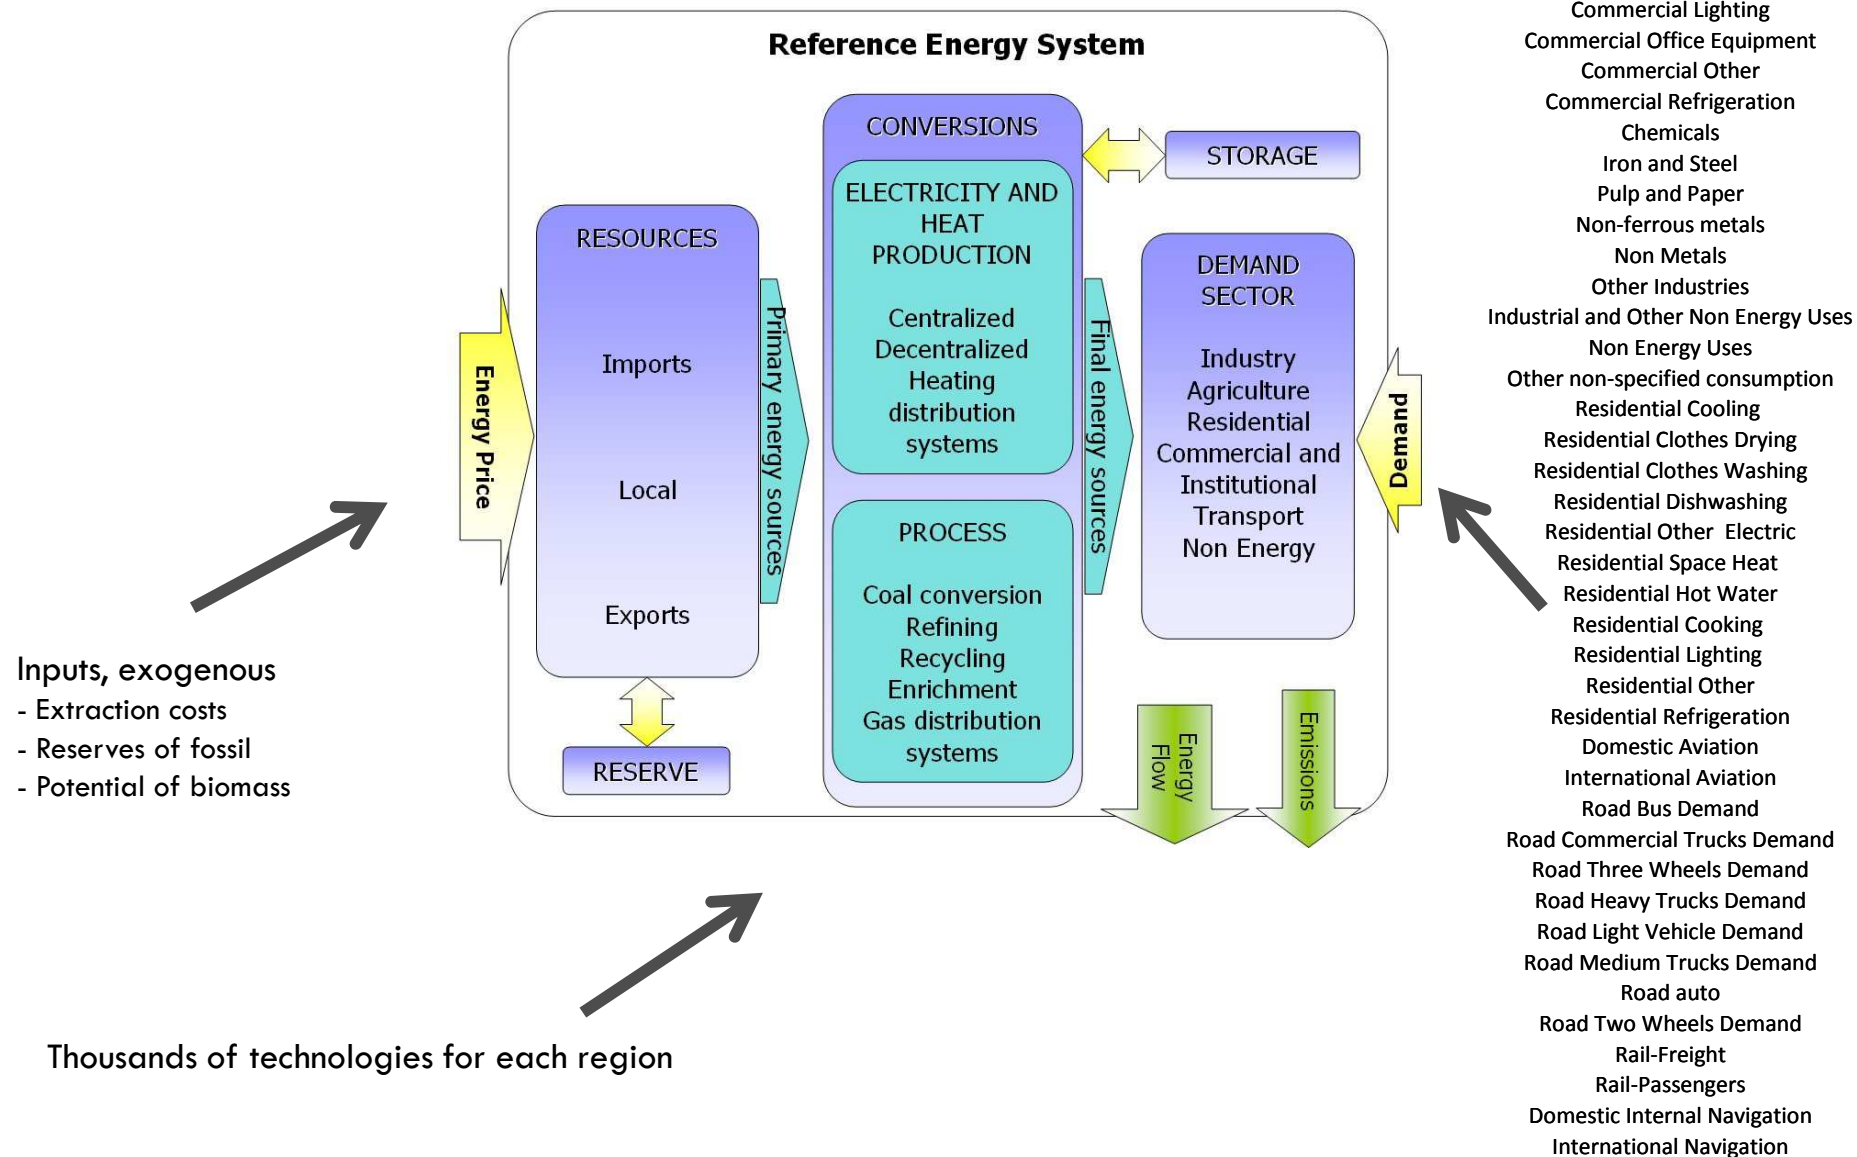 Reference Energy System
Energy Price
RESOURCES
Imports
Local
Exports
RESERVE
Primary energy sources
CONVERSIONS
ELECTRICITY AND
HEAT
PRODUCTION
Centralized
Decentralized
Heating
distribution
systems
PROCESS
Coal conversion
Refining
Recycling
Enrichment
Gas distribution
systems
STORAGE
Final energy sources
DEMAND
SECTOR
Industry
Agriculture
Residential
Commercial and
Institutional
Transport
Non Energy
Demand
Energy
Flow
Emissions
Inputs, exogenous
- Extraction costs
- Reserves of fossil
- Potential of biomass
Thousands of technologies for each region
Commercial Lighting
Commercial Office Equipment
Commercial Other
Commercial Refrigeration
Chemicals
Iron and Steel
Pulp and Paper
Non-ferrous metals
Non Metals
Other Industries
Industrial and Other Non Energy Uses
Non Energy Uses
Other non-specified consumption
Residential Cooling
Residential Clothes Drying
Residential Clothes Washing
Residential Dishwashing
Residential Other Electric
Residential Space Heat
Residential Hot Water
Residential Cooking
Residential Lighting
Residential Other
Residential Refrigeration
Domestic Aviation
International Aviation
Road Bus Demand
Road Commercial Trucks Demand
Road Three Wheels Demand
Road Heavy Trucks Demand
Road Light Vehicle Demand
Road Medium Trucks Demand
Road auto
Road Two Wheels Demand
Rail-Freight
Rail-Passengers
Domestic Internal Navigation
International Navigation